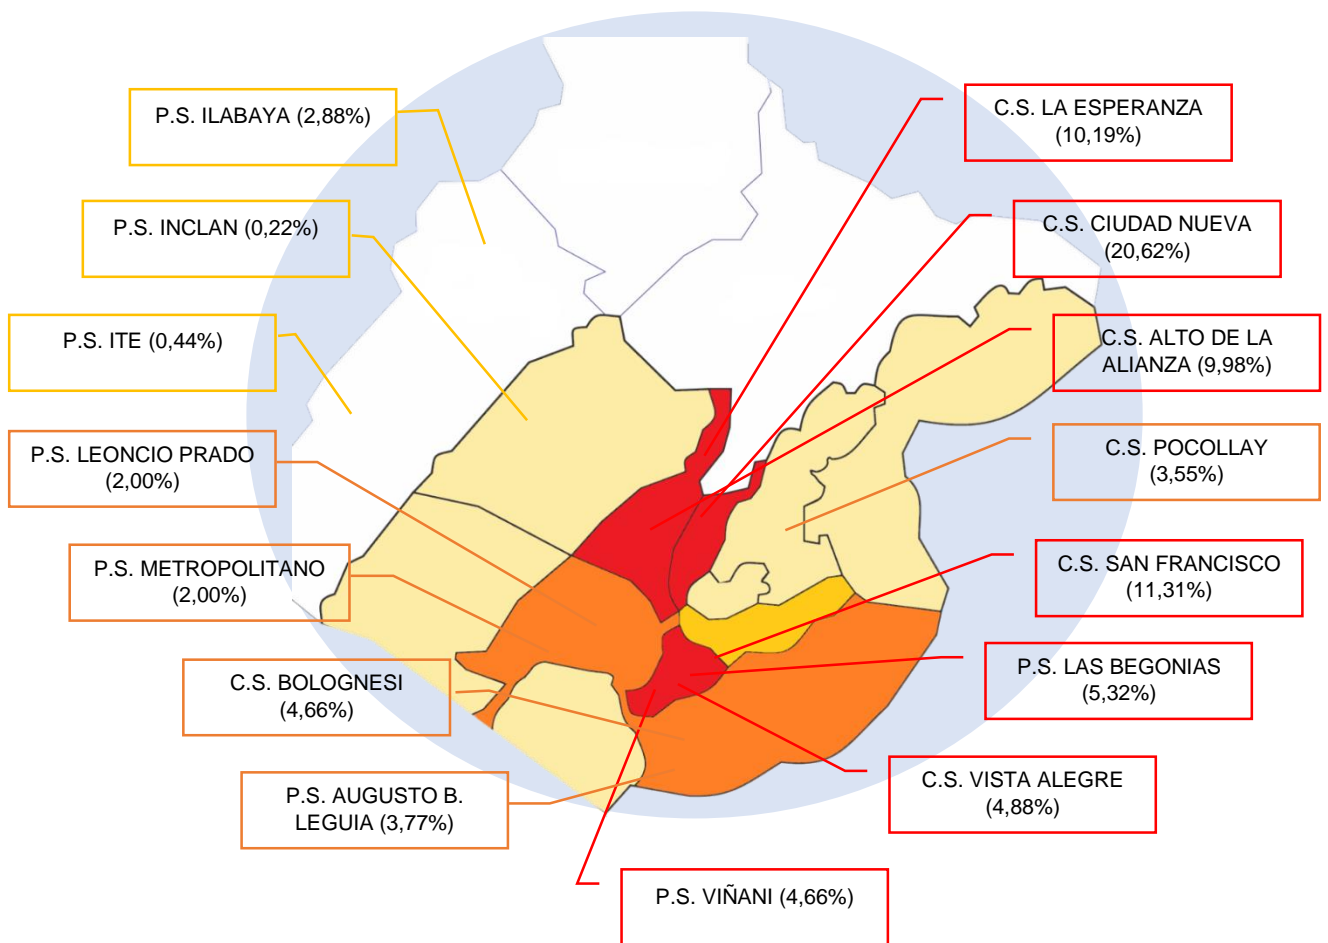 P.S. ILABAYA (2,88%)
P.S. INCLAN (0,22%)
P.S. ITE (0,44%)
P.S. LEONCIO PRADO
(2,00%)
P.S. METROPOLITANO
(2,00%)
C.S. BOLOGNESI
(4,66%)
P.S. AUGUSTO B.
LEGUIA (3,77%)
C.S. LA ESPERANZA
(10,19%)
C.S. CIUDAD NUEVA
(20,62%)
C.S. ALTO DE LA
ALIANZA (9,98%)
C.S. POCOLLAY
(3,55%)
C.S. SAN FRANCISCO
(11,31%)
P.S. LAS BEGONIAS
(5,32%)
C.S. VISTA ALEGRE
(4,88%)
P.S. VIÑANI (4,66%)